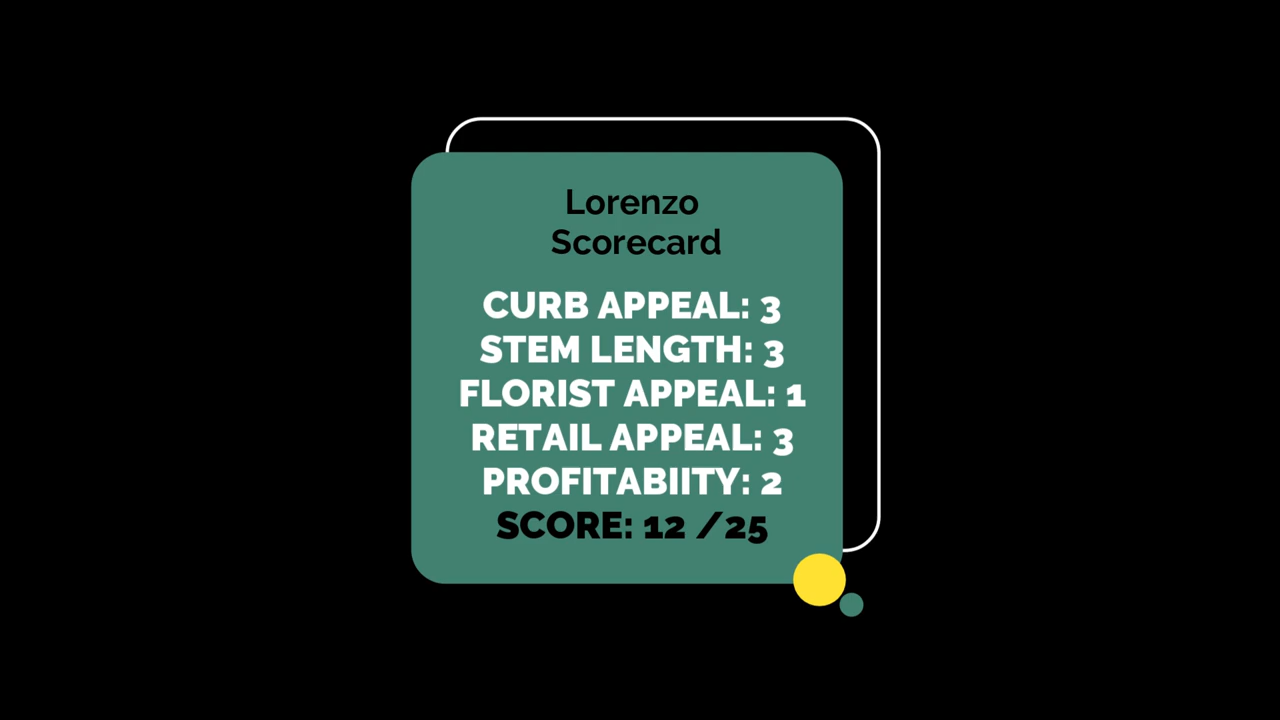 Lorenzo
Scorecard
CURB APPEAL: 3
STEM LENGTH: 3
FLORIST APPEAL: 1
RETAIL APPEAL: 3
PROFITABIITY: 2
SCORE: 12 /25